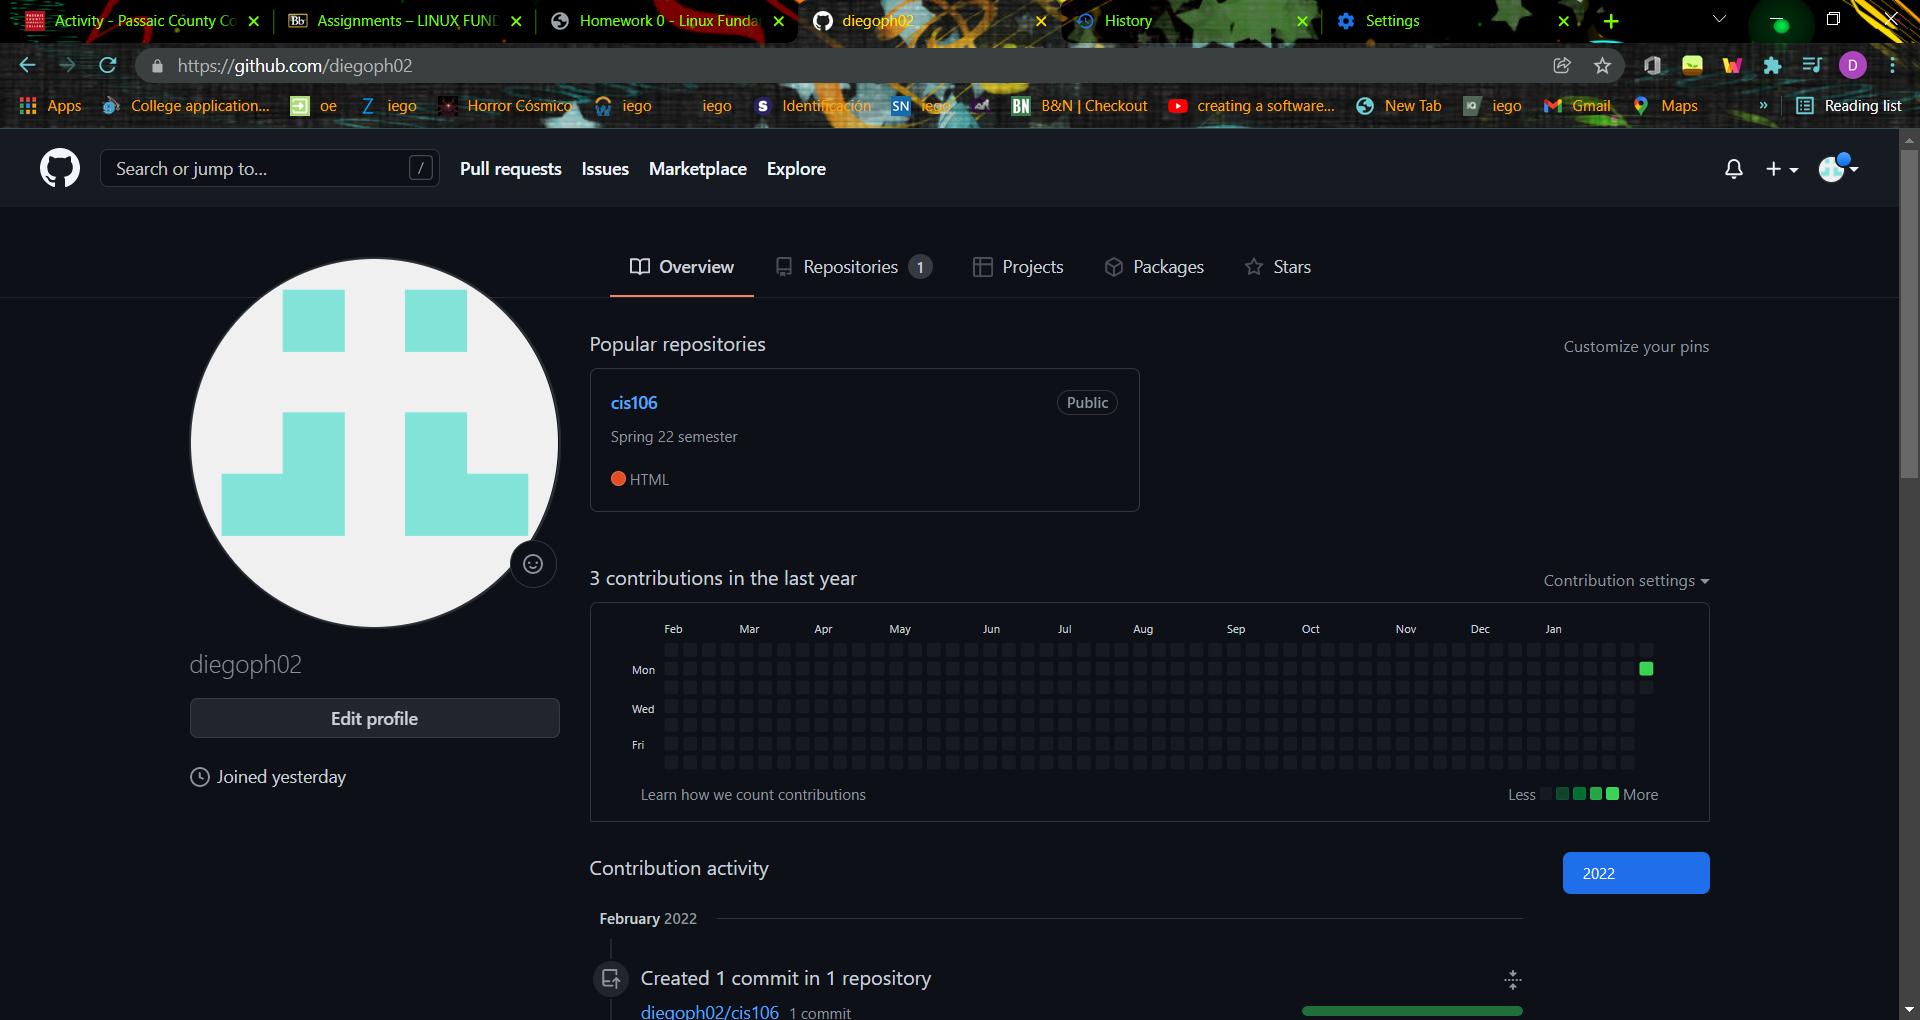 Activity - Passaic County Co
Bb Assignments – LINUX FUND
Homework 0 - Linux Funda
diegoph02
History
Settings
https://github.com/diegoph02
D
Apps
College application...
oe
iego
Horror Cósmico
iego
iego
S Identificación
SN iego
BN B&N | Checkout
creating a software...
New Tab
iego
Gmail
Maps
»
Reading list
Search or jump to... /
Pull requests
Issues
Marketplace
Explore
Overview
Repositories 1
Projects
Packages
Stars
Popular repositories
Customize your pins
cis106
Public
Spring 22 semester
HTML
3 contributions in the last year
Contribution settings
Feb Mar Apr May Jun Jul Aug Sep Oct Nov Dec Jan
Mon
Wed
Fri
Learn how we count contributions
Less More
diegoph02
Edit profile
Joined yesterday
Contribution activity
2022
February 2022
Created 1 commit in 1 repository
diegoph02/cis106 1 commit